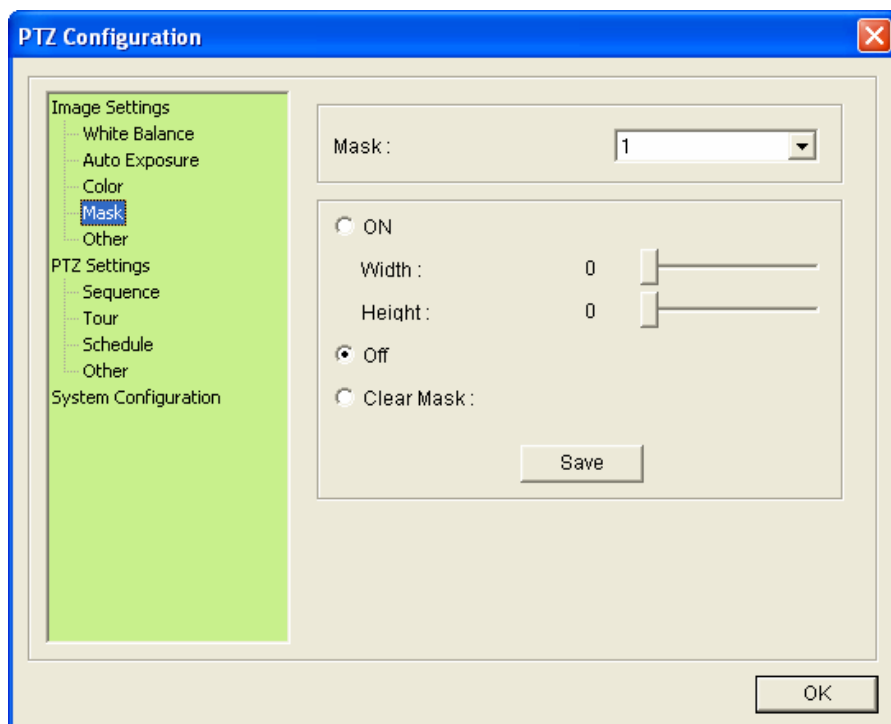 PTZ Configuration
Image Settings
White Balance
Auto Exposure
Color
Mask
Other
PTZ Settings
Sequence
Tour
Schedule
Other
System Configuration
Mask :
1
ON
Width :
0
Height :
0
Off
Clear Mask :
Save
OK